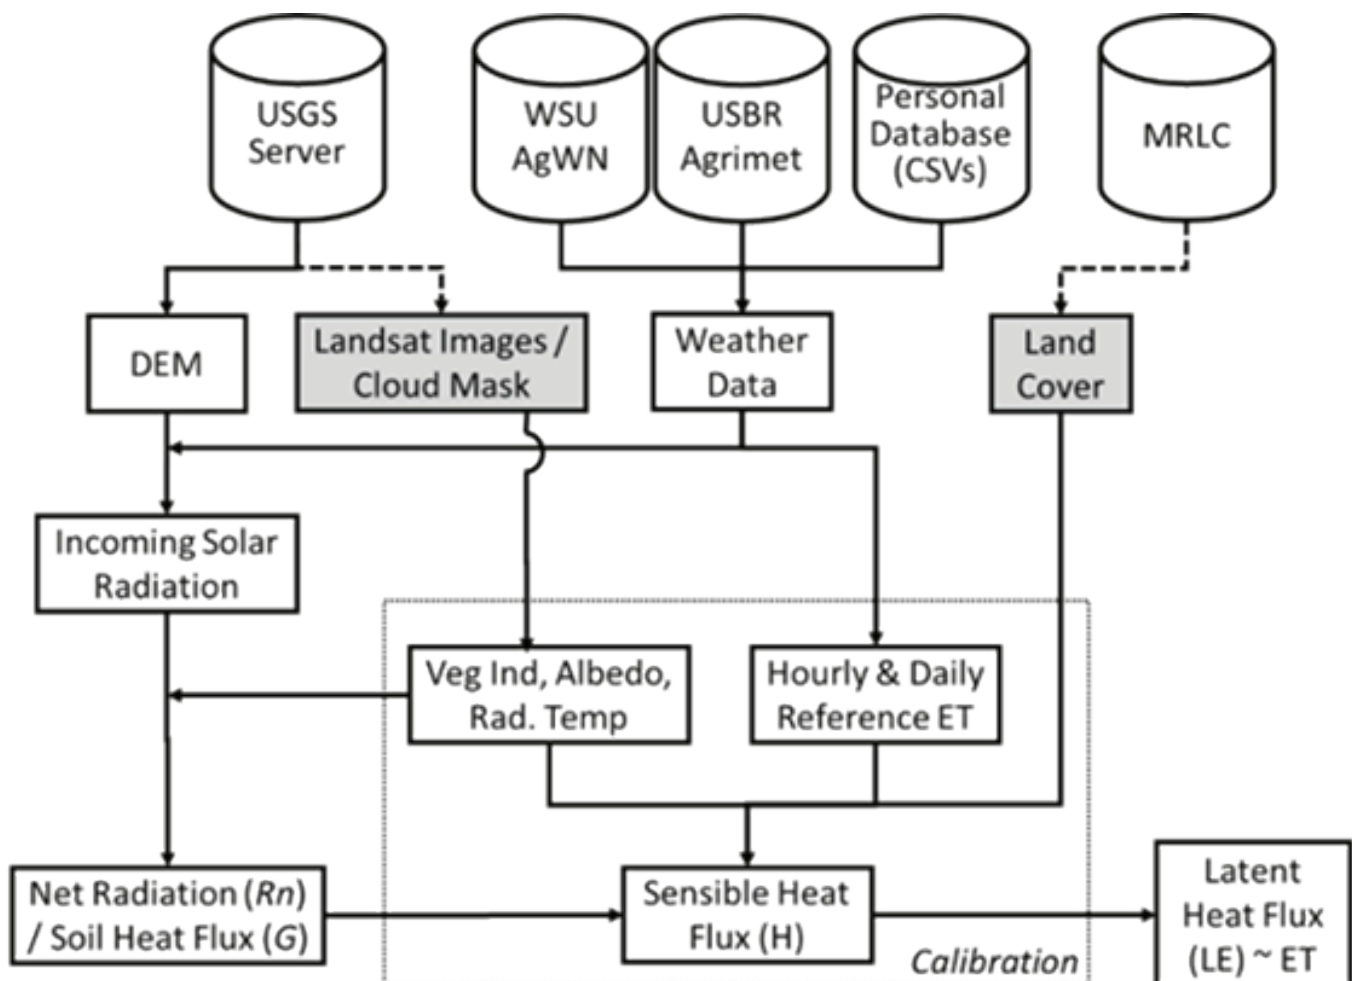 USGS
Server
WSU
AgWN
USBR
Agrimet
Personal
Database
(CSVs)
MRLC
DEM
Landsat Images /
Cloud Mask
Weather
Data
Land
Cover
Incoming Solar
Radiation
Veg Ind, Albedo,
Rad. Temp
Hourly & Daily
Reference ET
Net Radiation (Rn)
/ Soil Heat Flux (G)
Sensible Heat
Flux (H)
Latent
Heat Flux
(LE) ~ ET
Calibration